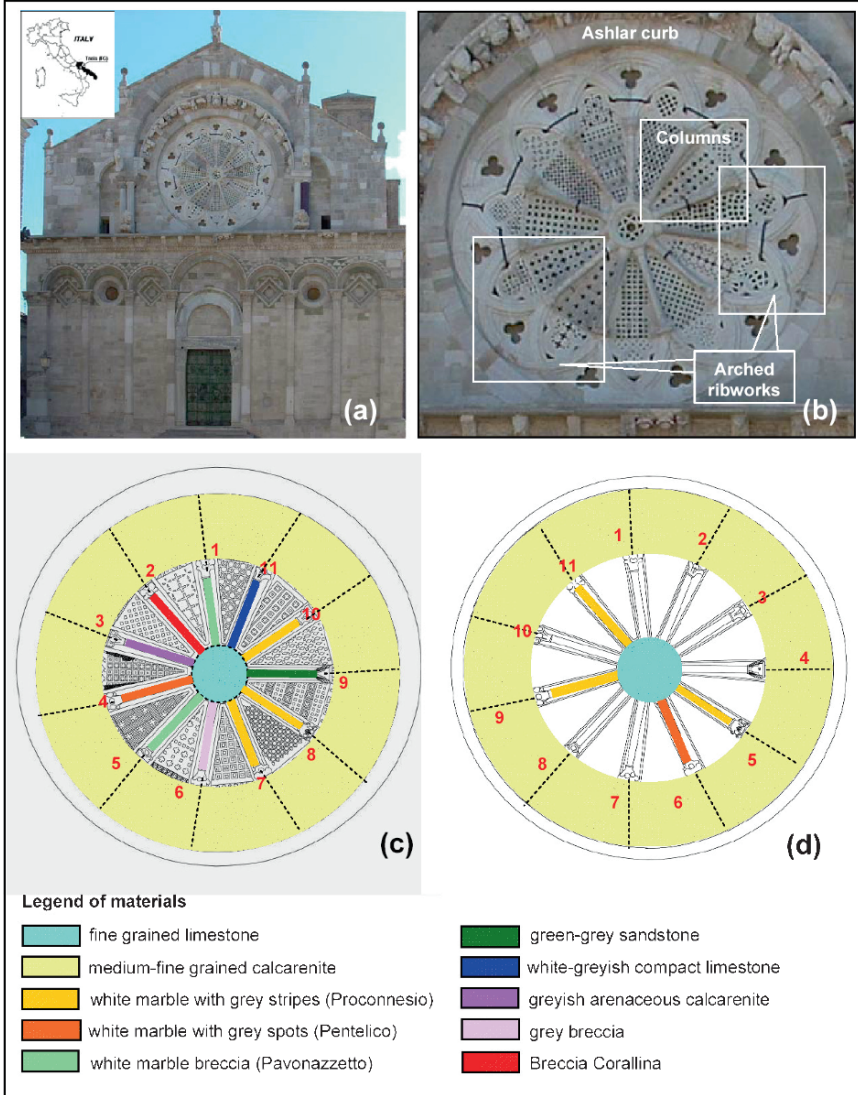 ITALY
(a)
Ashlar curb
Columns
Arched
ribworks
(b)
1
2
3
4
5
6
7
8
9
10
11
(c)
1
2
3
4
5
6
7
8
9
10
11
(d)
Legend of materials
fine grained limestone
medium-fine grained calcarenite
white marble with grey stripes (Proconnesio)
white marble with grey spots (Pentelico)
white marble breccia (Pavonazzetto)
green-grey sandstone
white-greyish compact limestone
greyish arenaceous calcarenite
grey breccia
Breccia Corallina